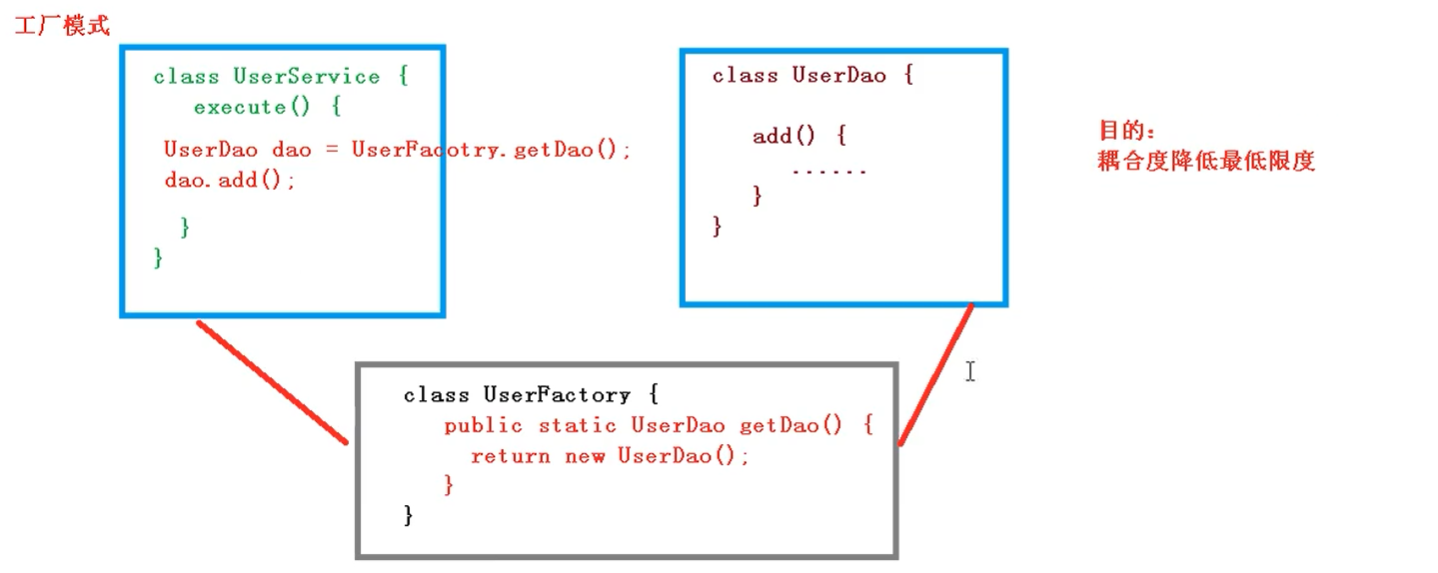 工厂模式
class UserService {
execute() {
UserDao dao = UserFacotry.getDao();
dao.add();
}
}
class UserDao {
add() {
......
}
}
目的:
耦合度降低最低限度
class UserFactory {
public static UserDao getDao() {
return new UserDao();
}
}